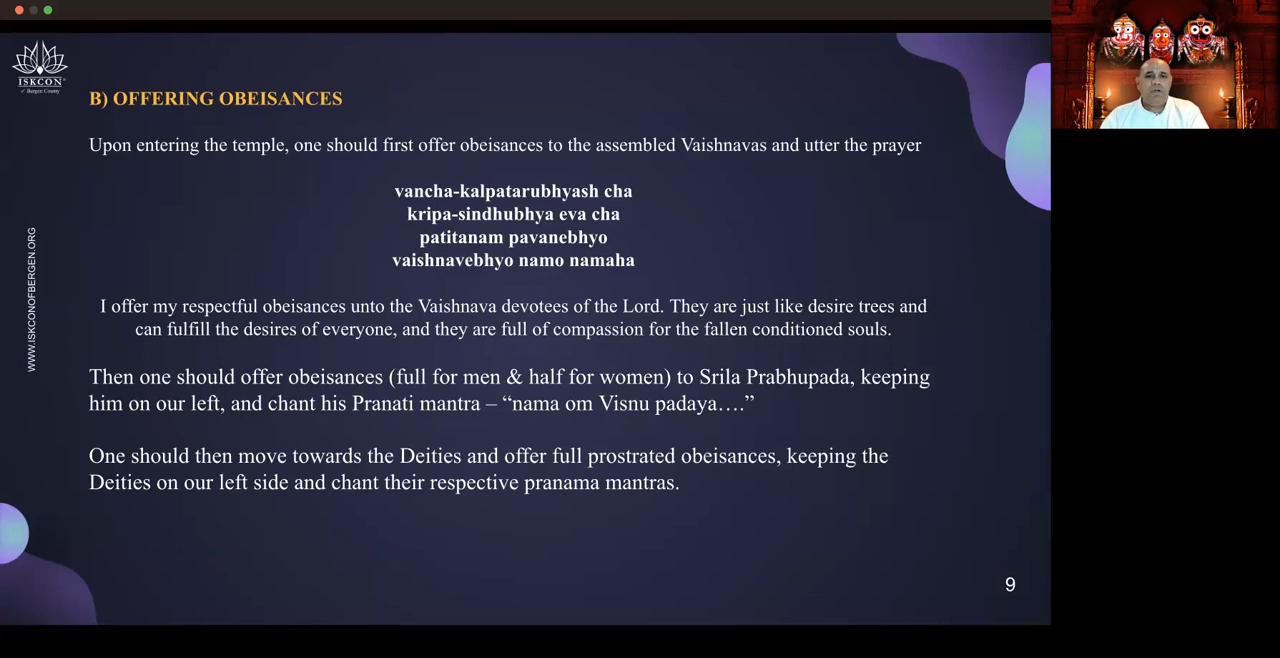 ISKCON
of Bergen County
B) OFFERING OBEISANCES
Upon entering the temple, one should first offer obeisances to the assembled Vaishnavas and utter the prayer
vancha-kalpatarubhyash cha
kripa-sindhubhya eva cha
patitanam pavanebhyo
vaishnavebhyo namo namaha
I offer my respectful obeisances unto the Vaishnava devotees of the Lord. They are just like desire trees and
can fulfill the desires of everyone, and they are full of compassion for the fallen conditioned souls.
Then one should offer obeisances (full for men & half for women) to Srila Prabhupada, keeping
him on our left, and chant his Pranati mantra – “nama om Visnu padaya….”
One should then move towards the Deities and offer full prostrated obeisances, keeping the
Deities on our left side and chant their respective pranama mantras.
WWW.ISKCONOFBERGEN.ORG
9